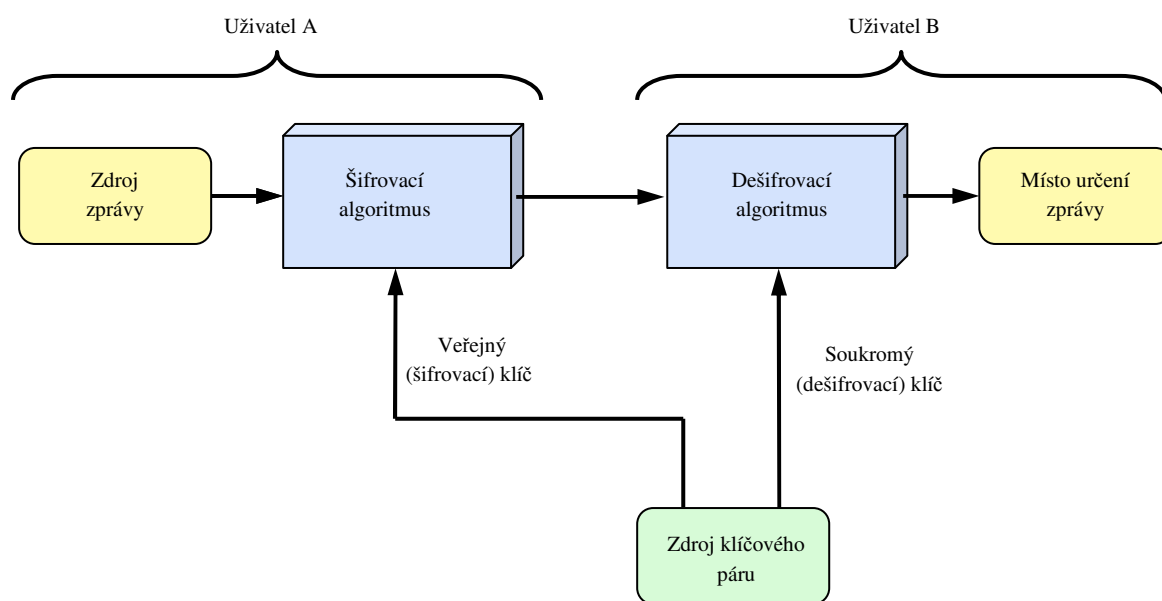 Uživatel A
Uživatel B
Zdroj
zprávy
Šifrovací
algoritmus
Dešifrovací
algoritmus
Místo určení
zprávy
Veřejný
(šifrovací) klíč
Soukromý
(dešifrovací) klíč
Zdroj klíčového
páru